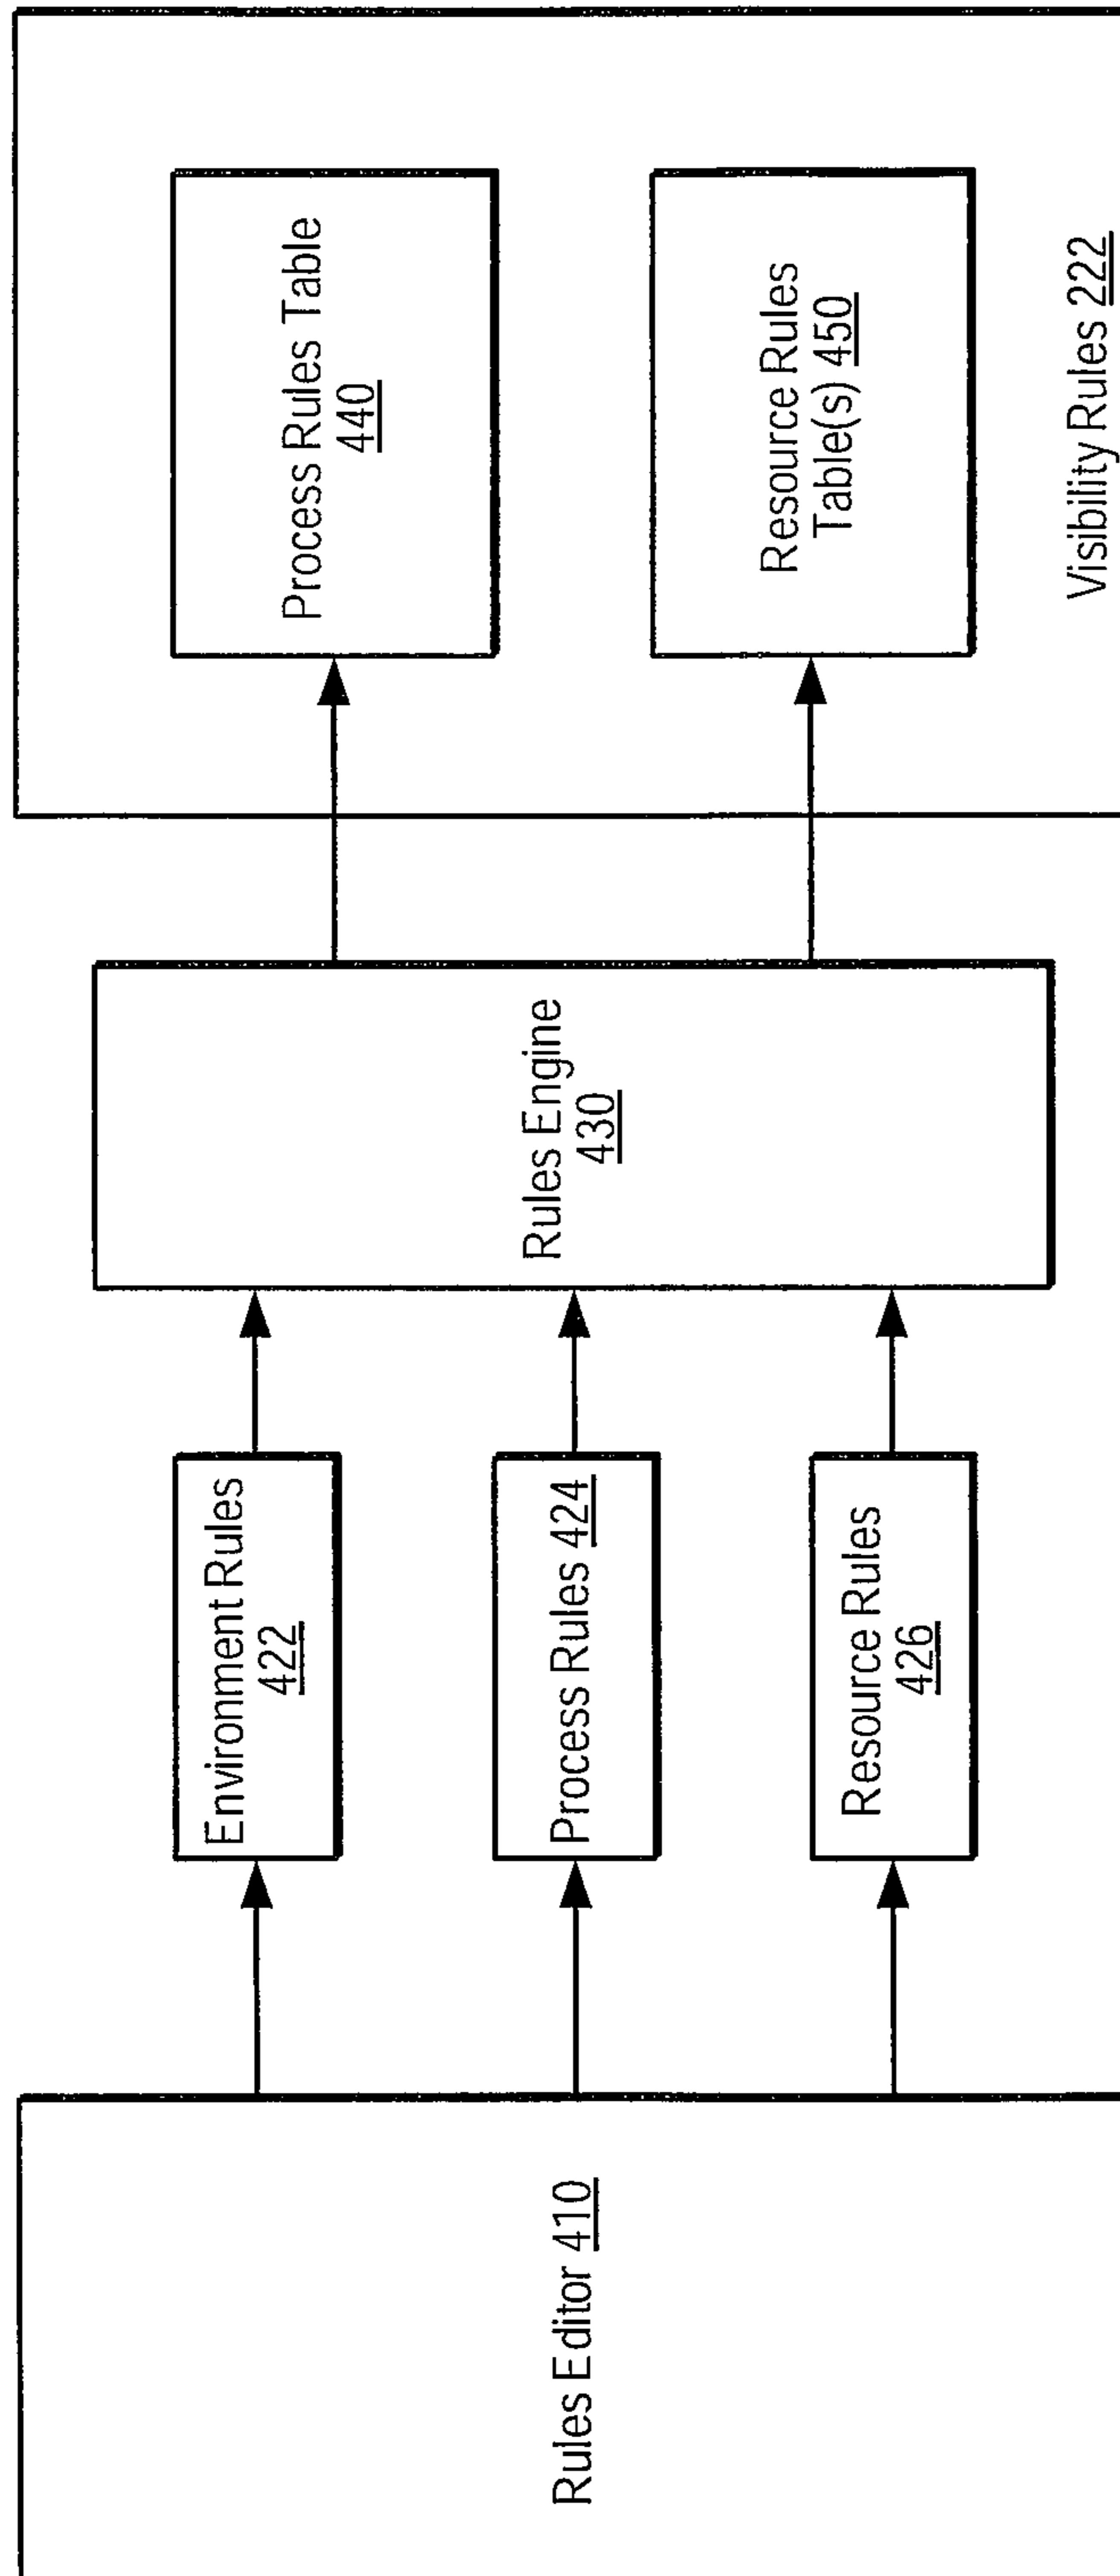 Rules Editor 410
Environment Rules
422
Process Rules 424
Resource Rules
426
Rules Engine
430
Process Rules Table
440
Resource Rules
Table(s) 450
Visibility Rules 222